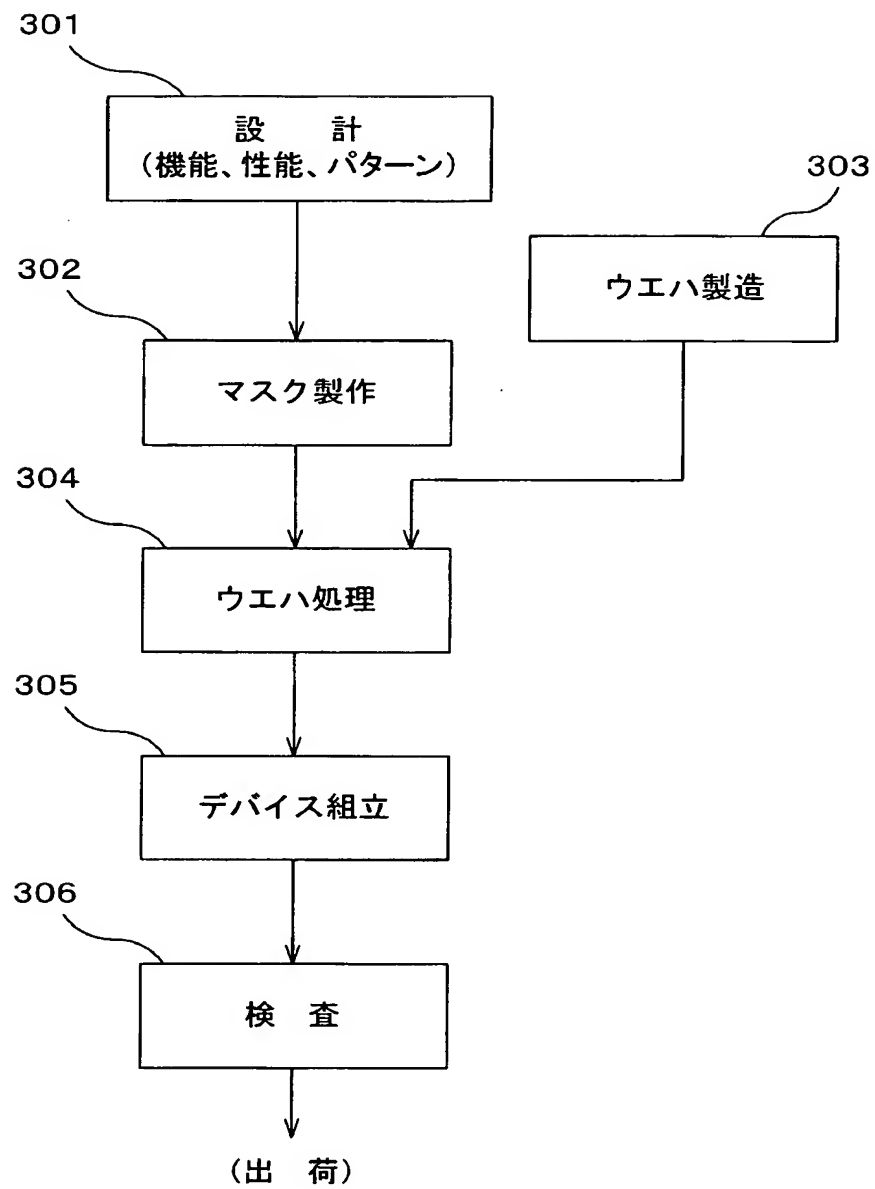 301
設　計
(機能、性能、パターン)
303
ウエハ製造
302
マスク製作
304
ウエハ処理
305
デバイス組立
306
検　査
(出　荷)